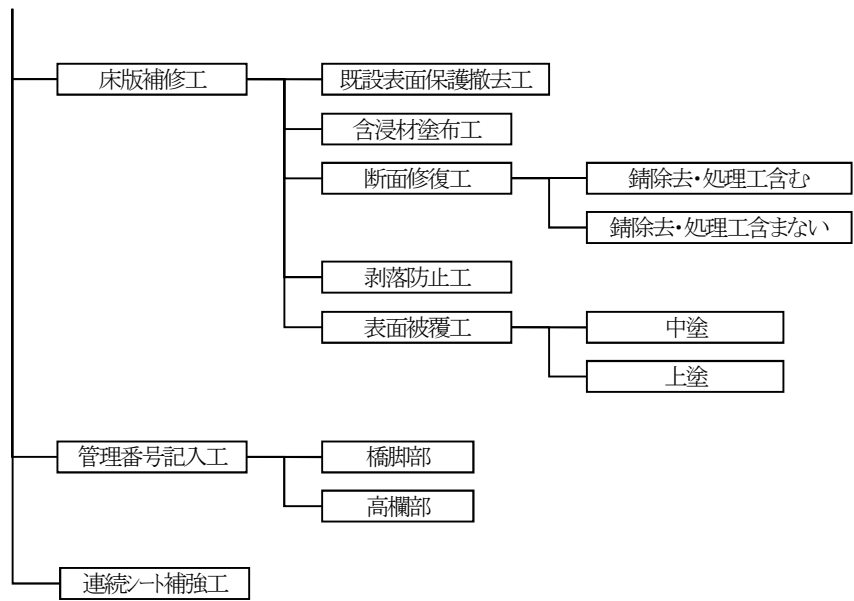 床版補修工
既設表面保護撤去工
含浸材塗布工
断面修復工
錆除去・処理工含む
錆除去・処理工含まない
剥落防止工
表面被覆工
中塗
上塗
管理番号記入工
橋脚部
高欄部
連続シート補強工